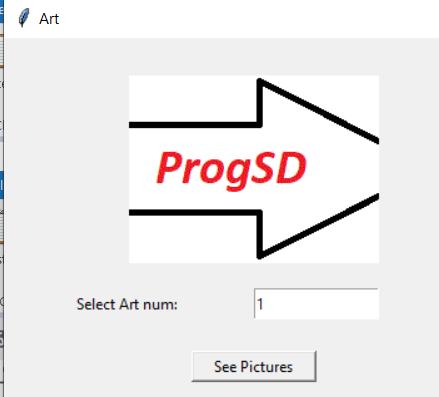 Art
ProgSD
Select Art num:
1
See Pictures